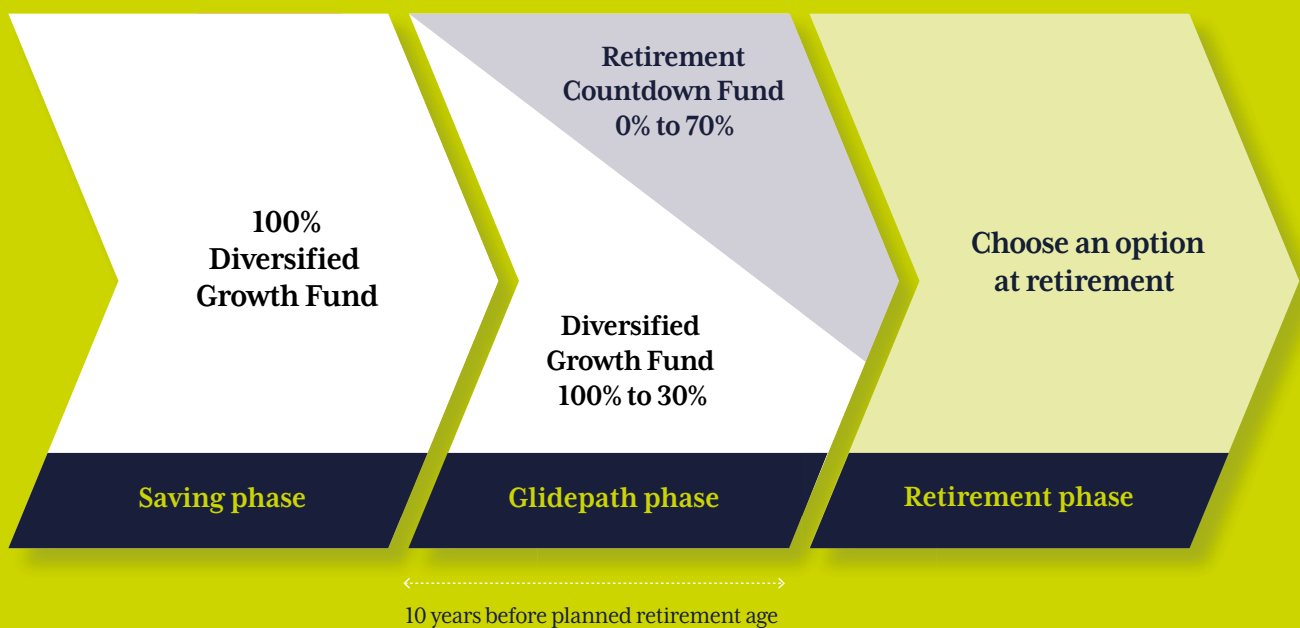 100%
Diversified
Growth Fund
Saving phase
Retirement
Countdown Fund
0% to 70%
Diversified
Growth Fund
100% to 30%
Glidepath phase
Choose an option
at retirement
Retirement phase
10 years before planned retirement age